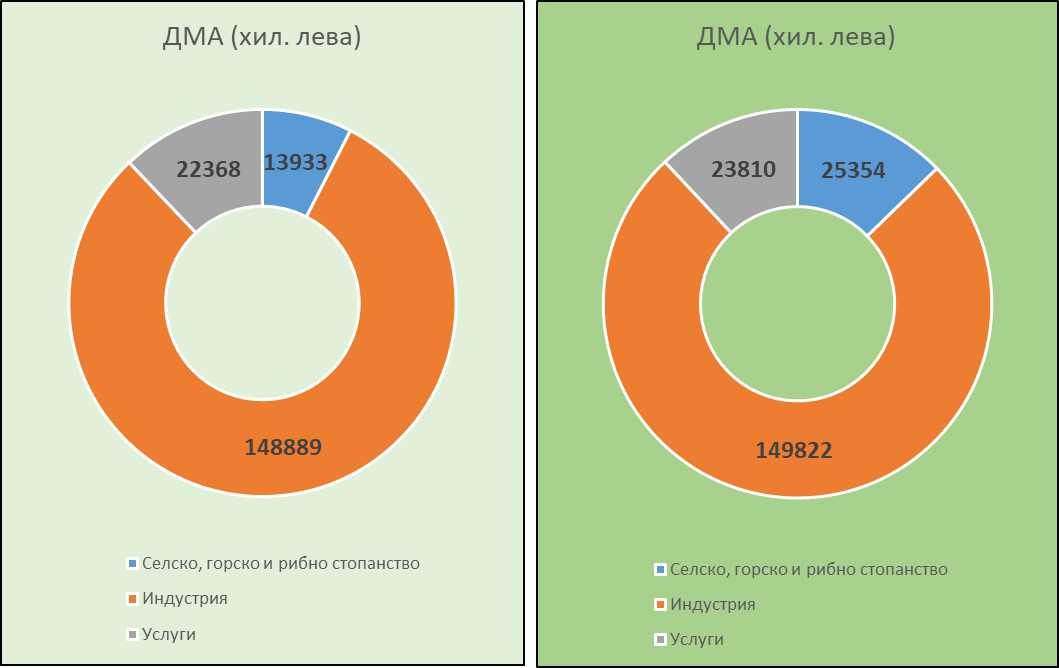 ДМА (хил. лева)
22368
13933
148889
Селско, горско и рибно стопанство
Индустрия
Услуги
ДМА (хил. лева)
23810
25354
149822
Селско, горско и рибно стопанство
Индустрия
Услуги